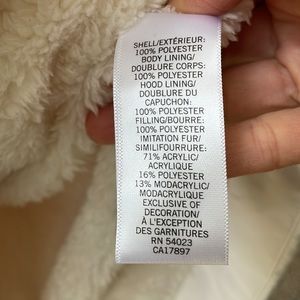 SHELL/EXTÉRIEUR:
100% POLYESTER
BODY LINING/
DOUBLURE CORPS:
100% POLYESTER
HOOD LINING/
DOUBLURE DU
CAPUCHON:
100% POLYESTER
FILLING/BOURRE:
100% POLYESTER
IMITATION FUR/
SIMILIFOURRURE:
71% ACRYLIC/
ACRYLIQUE
16% POLYESTER
13% MODACRYLIC/
MODACRYLIQUE
EXCLUSIVE OF
DECORATION/
À L'EXCEPTION
DES GARNITURES
RN 54023
CA17897